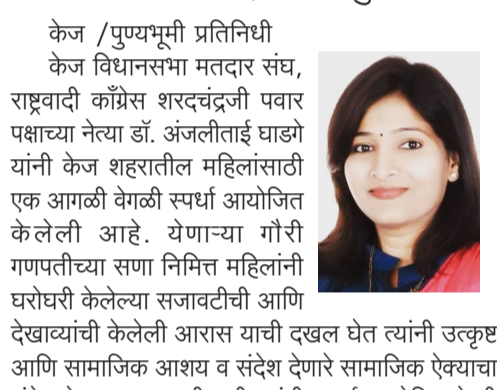 केज /पुण्यभूमी प्रतिनिधी
केज विधानसभा मतदार संघ,
राष्ट्रवादी काँग्रेस शरदचंद्रजी पवार
पक्षाच्या नेत्या डॉ. अंजलीताई घाडगे
यांनी केज शहरातील महिलांसाठी
एक आगळी वेगळी स्पर्धा आयोजित
केलेली आहे. येणाऱ्या गौरी
गणपतीच्या सणा निमित्त महिलांनी
घरोघरी केलेल्या सजावटीची आणि
देखाव्यांची केलेली आरास याची दखल घेत त्यांनी उत्कृष्ट
आणि सामाजिक आशय व संदेश देणारे सामाजिक ऐक्याचा